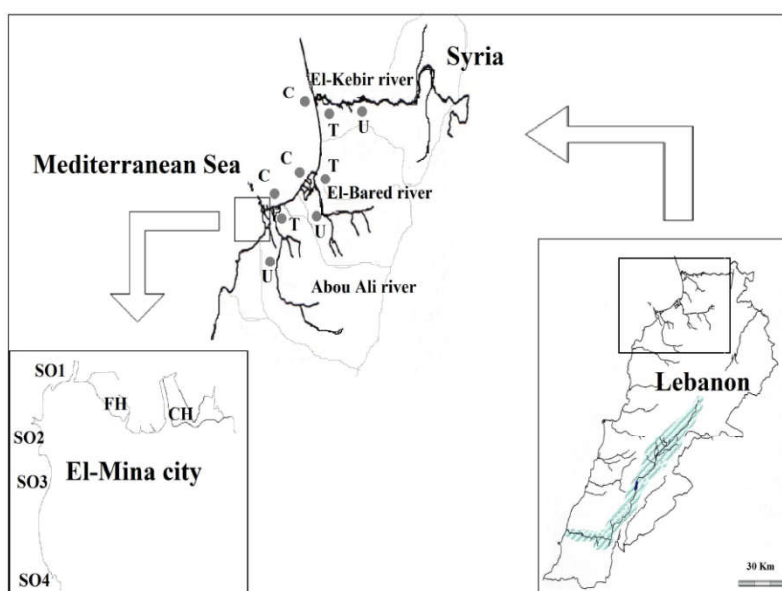 Syria
El-Kebir river
C
T
U
Mediterranean Sea
C
C
T
El-Bared river
T
U
U
Abou Ali river
Lebanon
30 Km
SO1
FH
CH
SO2
El-Mina city
SO3
SO4